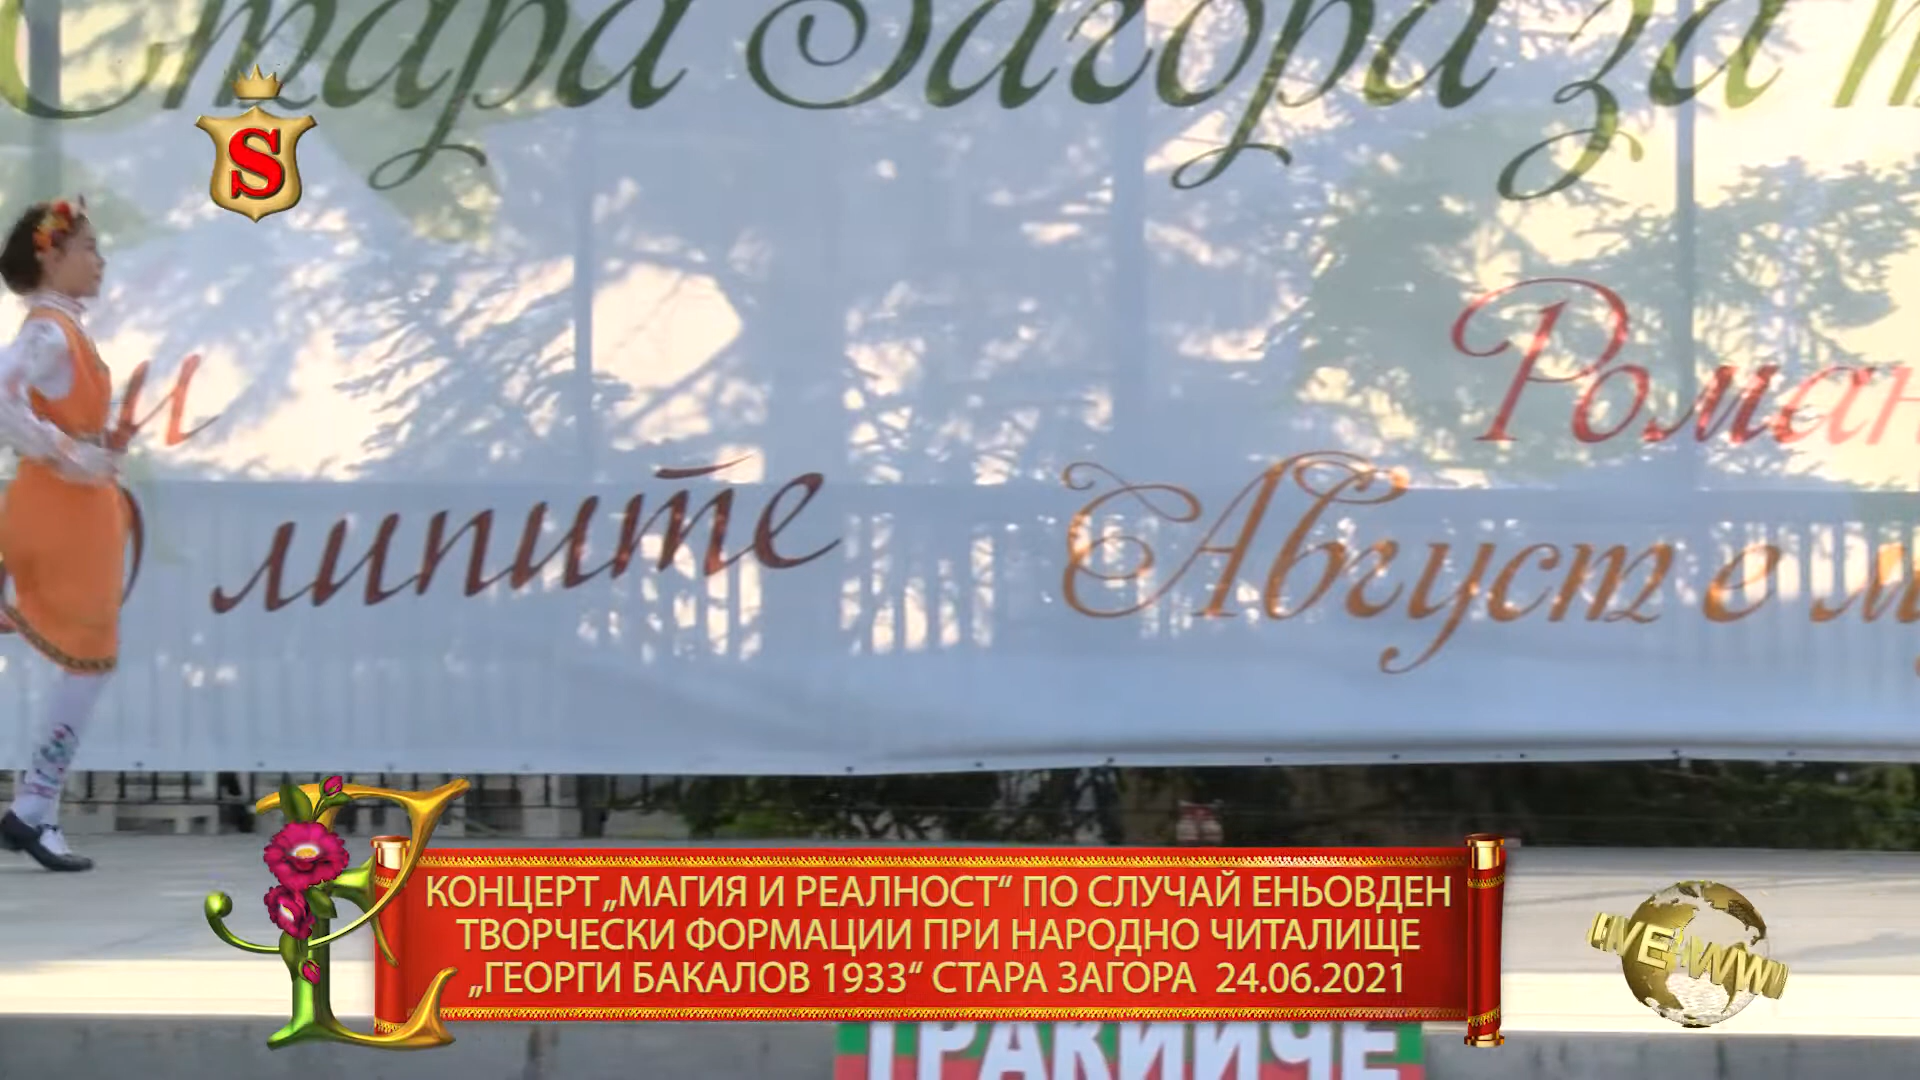 Стара Загора за
S
и
Роман
липите
Август е м
КОНЦЕРТ „МАГИЯ И РЕАЛНОСТ“ ПО СЛУЧАЙ ЕНЬОВДЕН
ТВОРЧЕСКИ ФОРМАЦИИ ПРИ НАРОДНО ЧИТАЛИЩЕ
„ГЕОРГИ БАКАЛОВ 1933“ СТАРА ЗАГОРА 24.06.2021
LIVE WWW
ТРАКИЙЧЕ